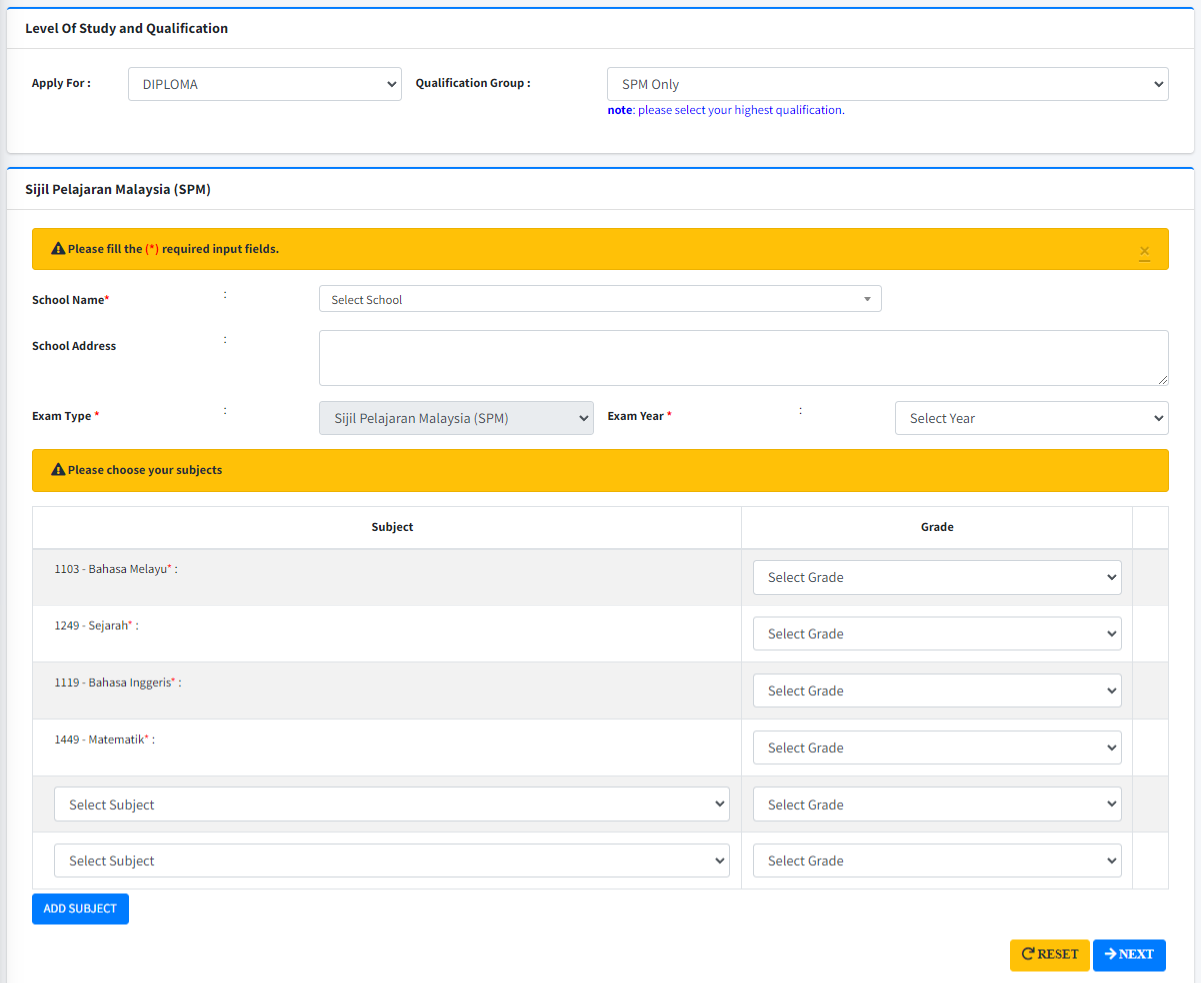 Level Of Study and Qualification
Apply For : DIPLOMA Qualification Group : SPM Only
note: please select your highest qualification.
Sijil Pelajaran Malaysia (SPM)
Please fill the (*) required input fields. ×
School Name* : Select School
School Address :
Exam Type * : Sijil Pelajaran Malaysia (SPM) Exam Year * : Select Year
Please choose your subjects
Subject Grade
1103 - Bahasa Melayu* : Select Grade
1249 - Sejarah* : Select Grade
1119 - Bahasa Inggeris* : Select Grade
1449 - Matematik* : Select Grade
Select Subject Select Grade
Select Subject Select Grade
ADD SUBJECT
RESET NEXT